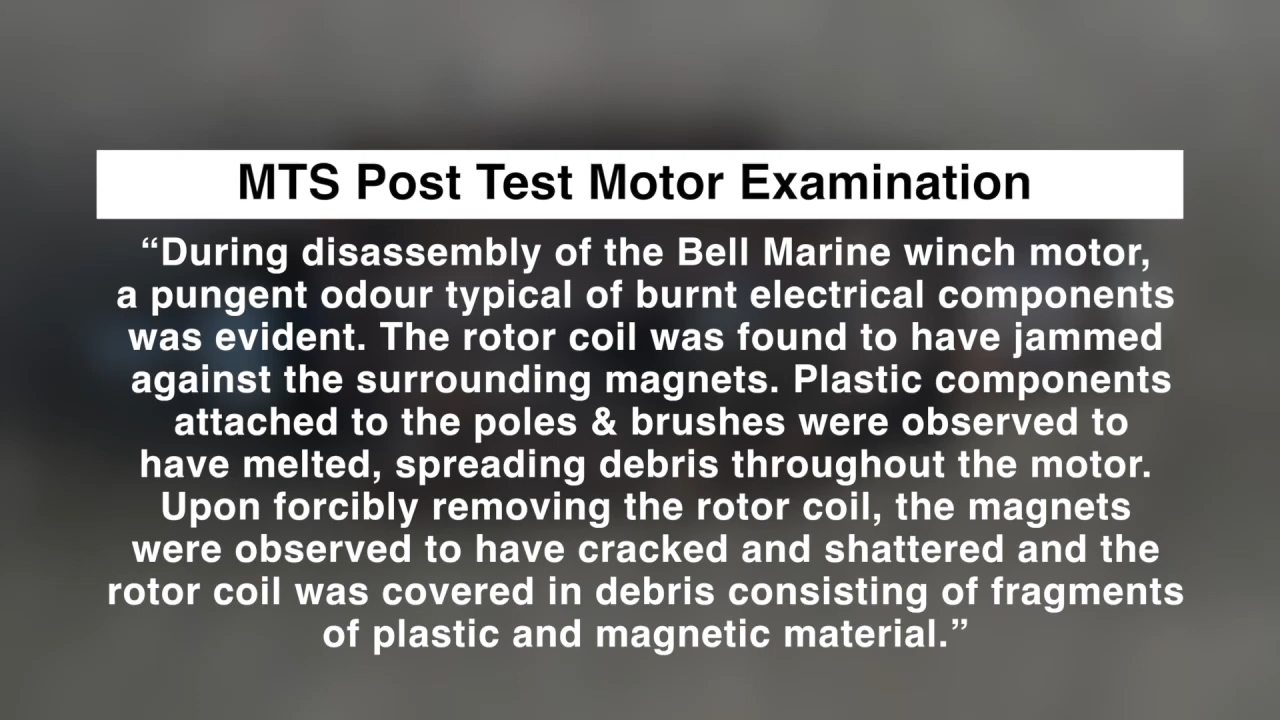 MTS Post Test Motor Examination
“During disassembly of the Bell Marine winch motor,
a pungent odour typical of burnt electrical components
was evident. The rotor coil was found to have jammed
against the surrounding magnets. Plastic components
attached to the poles & brushes were observed to
have melted, spreading debris throughout the motor.
Upon forcibly removing the rotor coil, the magnets
were observed to have cracked and shattered and the
rotor coil was covered in debris consisting of fragments
of plastic and magnetic material.”